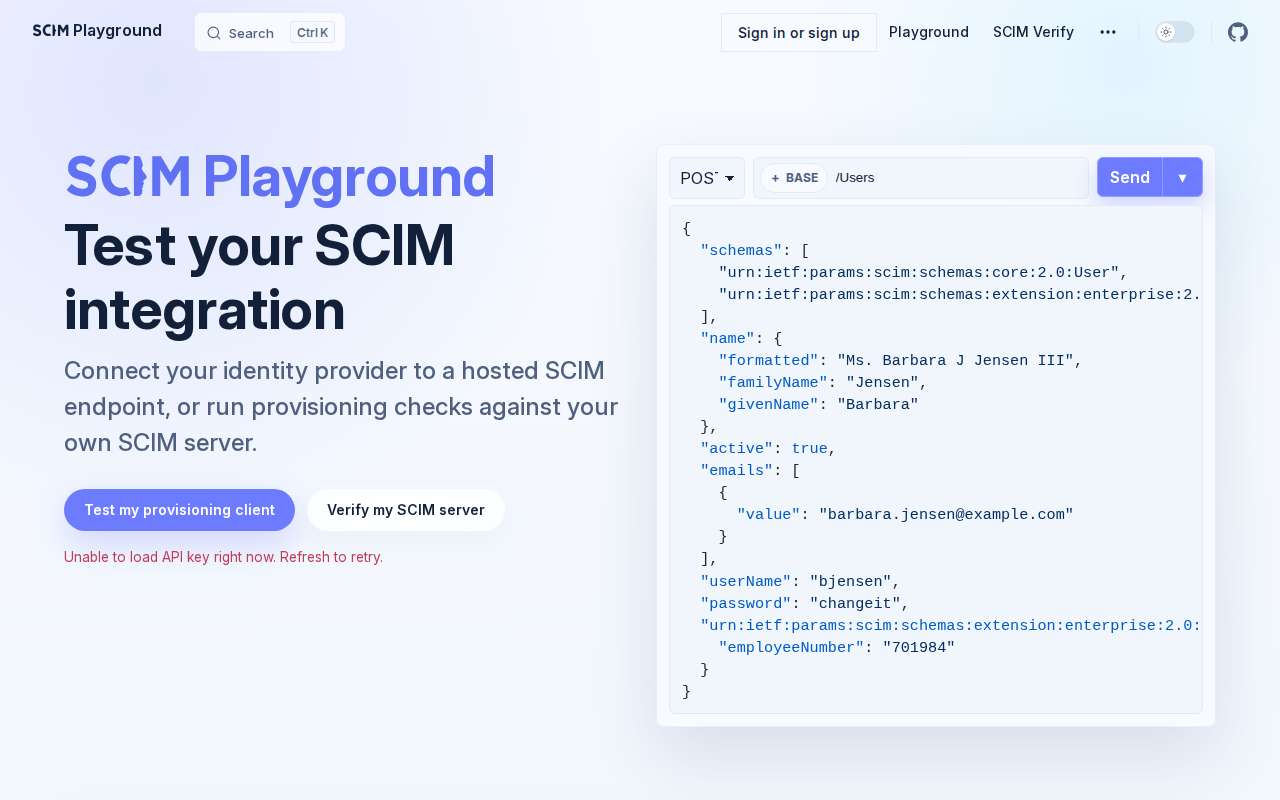 SCIM Playground
Search
Ctrl K
Sign in or sign up
Playground
SCIM Verify
SCIM Playground
Test your SCIM
integration
Connect your identity provider to a hosted SCIM
endpoint, or run provisioning checks against your
own SCIM server.
Test my provisioning client
Verify my SCIM server
Unable to load API key right now. Refresh to retry.
POST
+ BASE
/Users
Send
▼
{
  "schemas": [
    "urn:ietf:params:scim:schemas:core:2.0:User",
    "urn:ietf:params:scim:schemas:extension:enterprise:2.
  ],
  "name": {
    "formatted": "Ms. Barbara J Jensen III",
    "familyName": "Jensen",
    "givenName": "Barbara"
  },
  "active": true,
  "emails": [
    {
      "value": "barbara.jensen@example.com"
    }
  ],
  "userName": "bjensen",
  "password": "changeit",
  "urn:ietf:params:scim:schemas:extension:enterprise:2.0:
    "employeeNumber": "701984"
  }
}